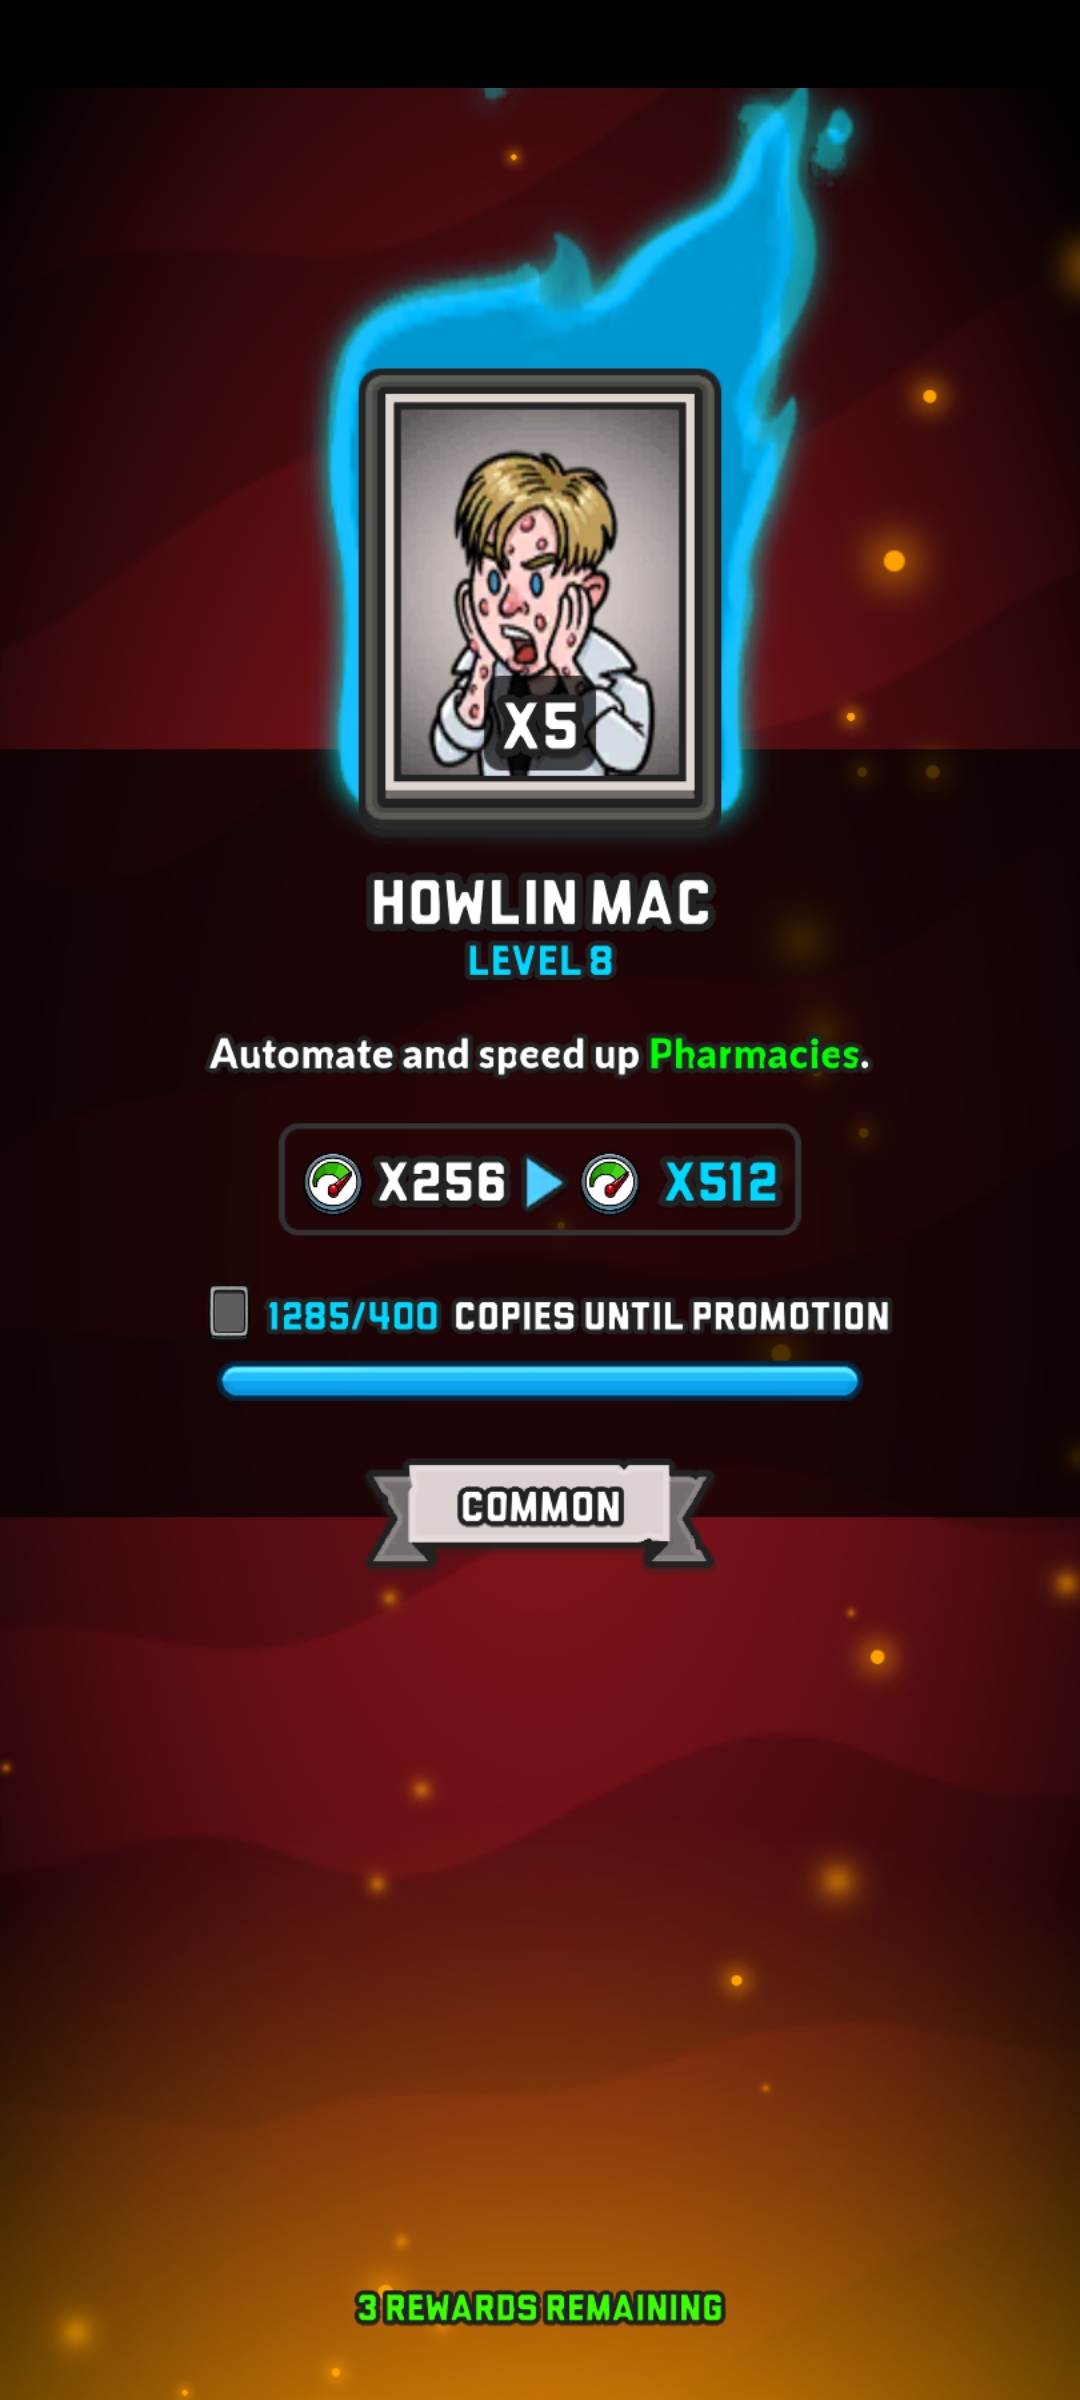 X5
HOWLIN MAC
LEVEL 8
Automate and speed up Pharmacies.
X256 X512
1285/400 COPIES UNTIL PROMOTION
COMMON
3 REWARDS REMAINING